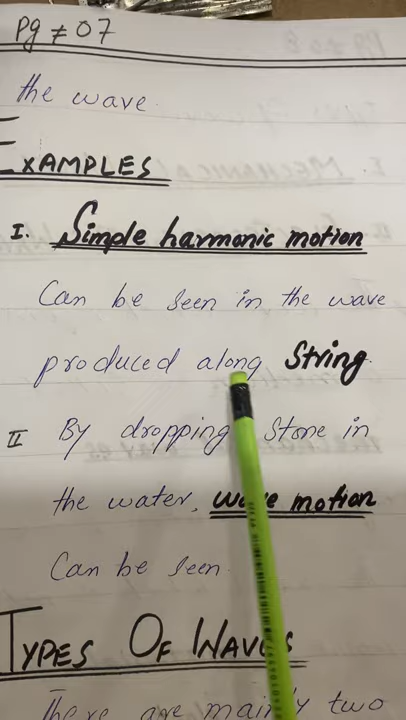 Pg # 07
the wave.
EXAMPLES
I. Simple harmonic motion
Can be seen in the wave
produced along String.
II By dropping stone in
the water, wave motion
Can be seen.
TYPES OF WAVES
There are mainly two